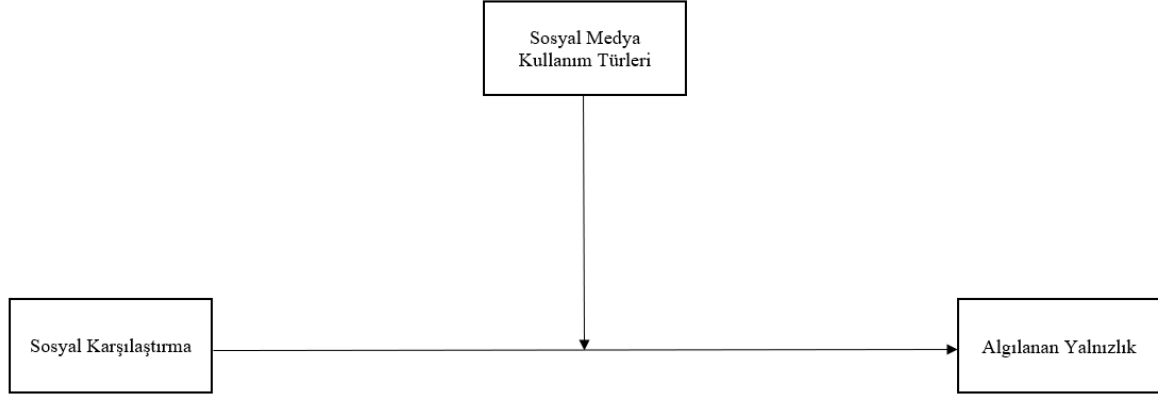 Sosyal Medya
Kullanım Türleri
Sosyal Karşılaştırma
Algılanan Yalnızlık